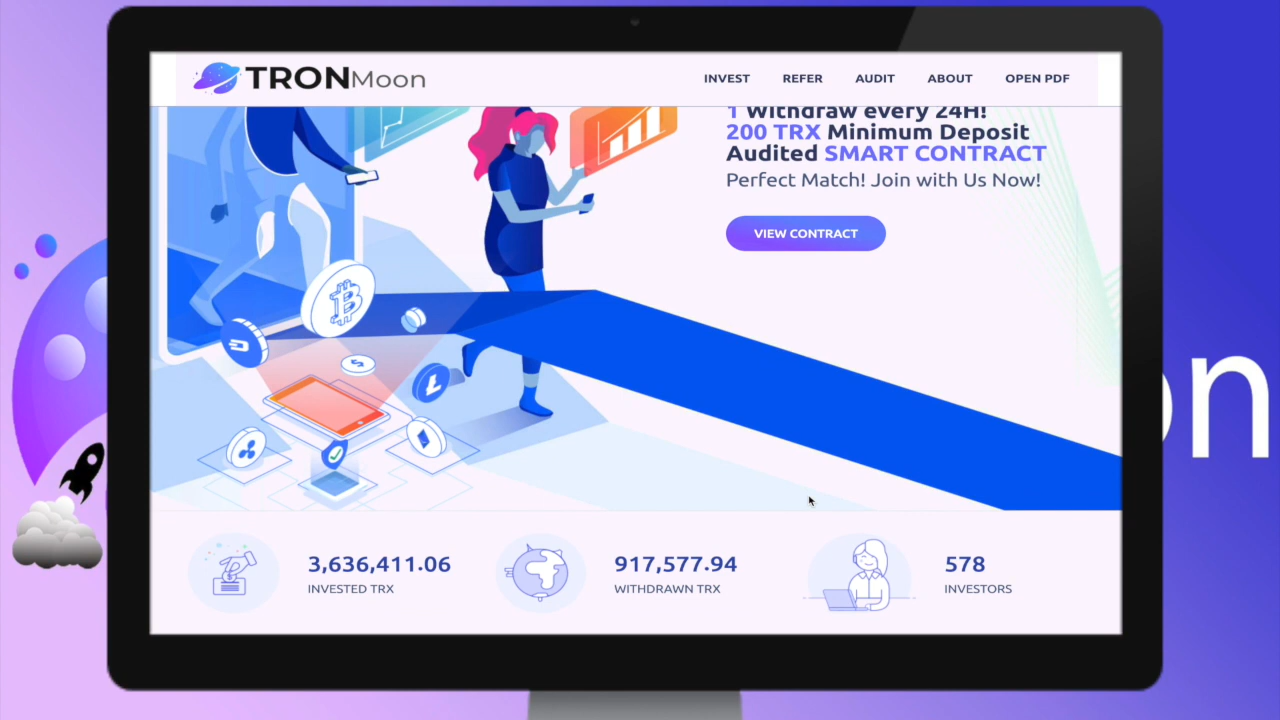 TRONMoon
INVEST REFER AUDIT ABOUT OPEN PDF
1 Withdraw every 24H!
200 TRX Minimum Deposit
Audited SMART CONTRACT
Perfect Match! Join with Us Now!
VIEW CONTRACT
on
3,636,411.06
INVESTED TRX
917,577.94
WITHDRAWN TRX
578
INVESTORS